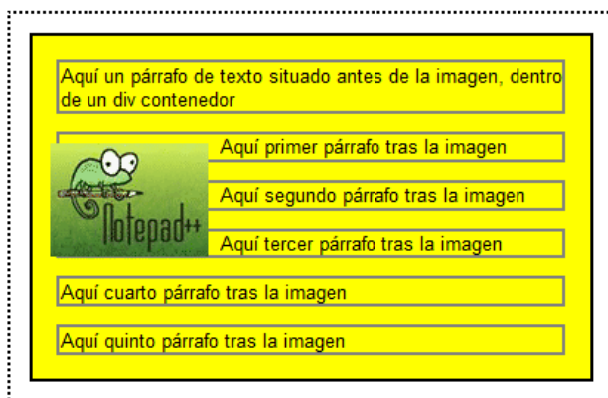 Aquí un párrafo de texto situado antes de la imagen, dentro
de un div contenedor
Aquí primer párrafo tras la imagen
Aquí segundo párrafo tras la imagen
Notepad++
Aquí tercer párrafo tras la imagen
Aquí cuarto párrafo tras la imagen
Aquí quinto párrafo tras la imagen